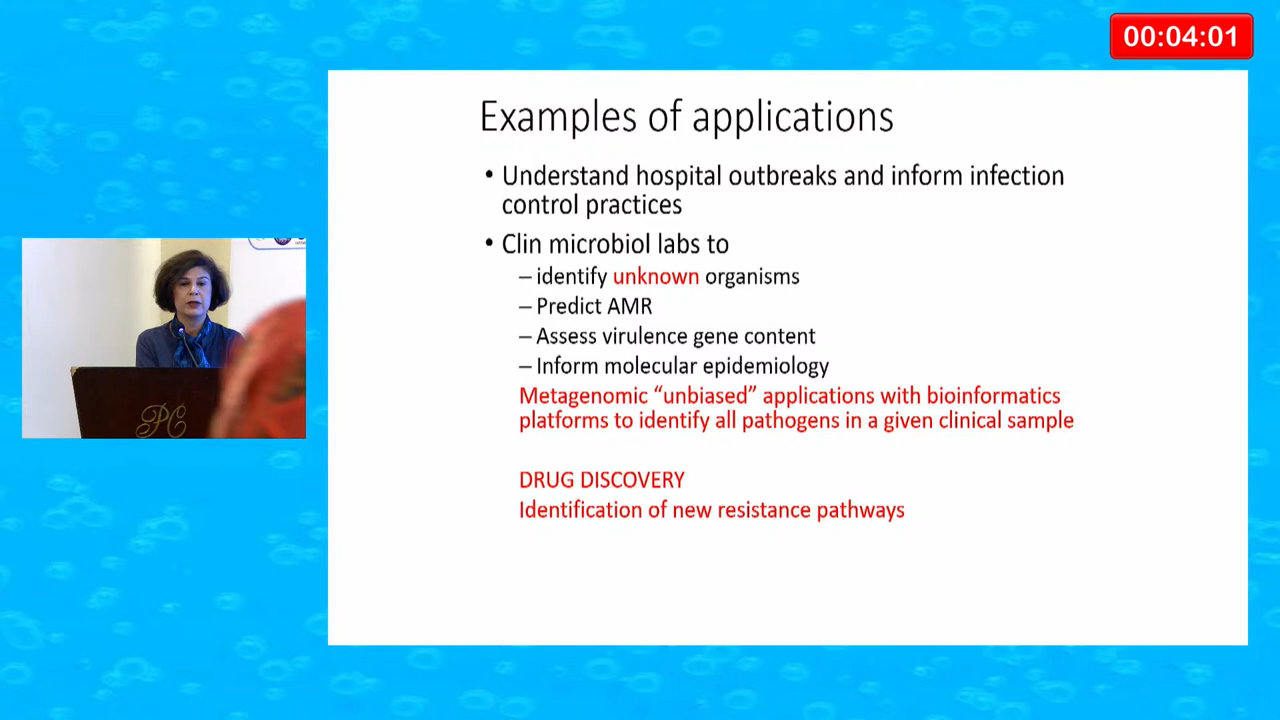 00:04:01
Examples of applications
• Understand hospital outbreaks and inform infection
control practices
• Clin microbiol labs to
– identify unknown organisms
– Predict AMR
– Assess virulence gene content
– Inform molecular epidemiology
Metagenomic “unbiased” applications with bioinformatics
platforms to identify all pathogens in a given clinical sample
DRUG DISCOVERY
Identification of new resistance pathways